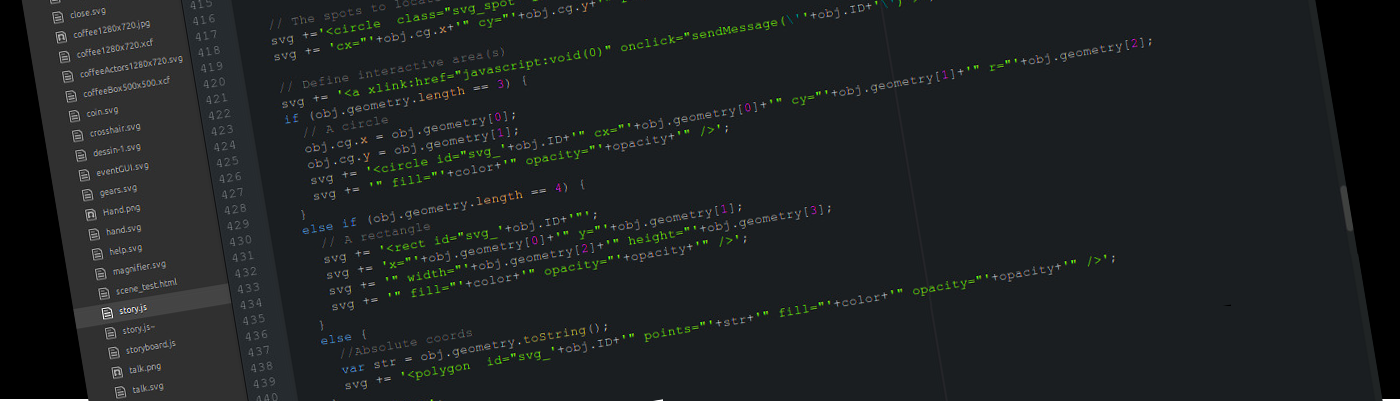 close.svg
coffee1280x720.jpg
coffee1280x720.xcf
coffeeActors1280x720.svg
coffeeBox500x500.xcf
coin.svg
crosshair.svg
dessin-1.svg
eventGUI.svg
gears.svg
Hand.png
hand.svg
help.svg
magnifier.svg
scene_test.html
story.js
story.js~
storyboard.js
talk.png
talk.svg
415
416 // The spots to
417 svg +='<circle class="svg_spot
418 svg += 'cx="'+obj.cg.x+'" cy="'+obj.cg.y+'
419
420 // Define interactive area(s)
421 svg += '<a xlink:href="javascript:void(0)" onclick="sendMessage(\''+obj.ID+'\')
422 if (obj.geometry.length == 3) {
423 // A circle
424 obj.cg.x = obj.geometry[0];
425 obj.cg.y = obj.geometry[1];
426 svg += '<circle id="svg_'+obj.ID+'" cx="'+obj.geometry[0]+'" cy="'+obj.geometry[1]+'" r="'+obj.geometry[2];
427 svg += '" fill="'+color+'" opacity="'+opacity+'" />';
428 }
429 else if (obj.geometry.length == 4) {
430 // A rectangle
431 svg += '<rect id="svg_'+obj.ID+'"';
432 svg += 'x="'+obj.geometry[0]+'" y="'+obj.geometry[1];
433 svg += '" width="'+obj.geometry[2]+'" height="'+obj.geometry[3];
434 svg += '" fill="'+color+'" opacity="'+opacity+'" />';
435 }
436 else {
437 //Absolute coords
438 var str = obj.geometry.toString();
439 svg += '<polygon id="svg_'+obj.ID+'" points="'+str+'" fill="'+color+'" opacity="'+opacity+'" />';
440